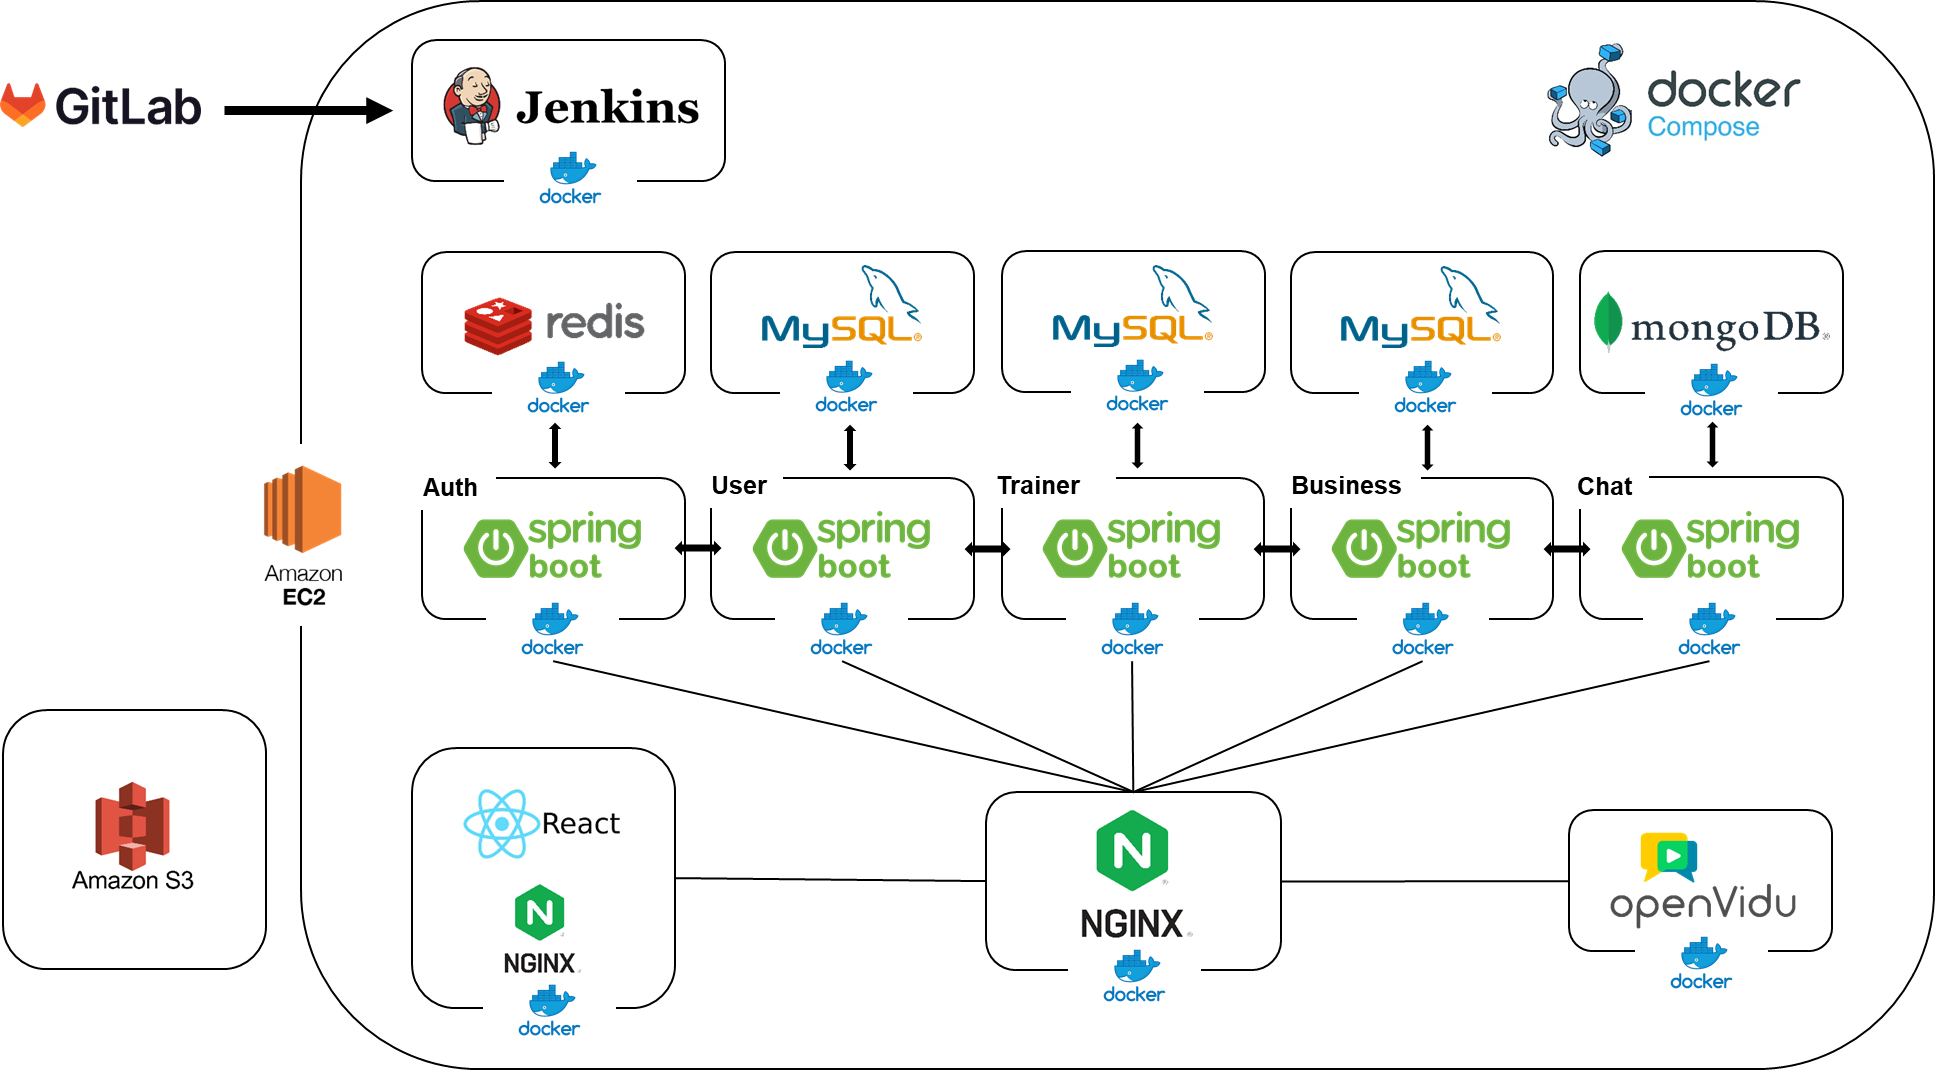 GitLab
Jenkins
docker
docker
Compose
redis
docker
MySQL
docker
MySQL
docker
MySQL
docker
mongoDB
docker
Auth
spring
boot
docker
User
spring
boot
docker
Trainer
spring
boot
docker
Business
spring
boot
docker
Chat
spring
boot
docker
Amazon
EC2
Amazon S3
React
NGINX
docker
N
NGINX
docker
openVidu
docker